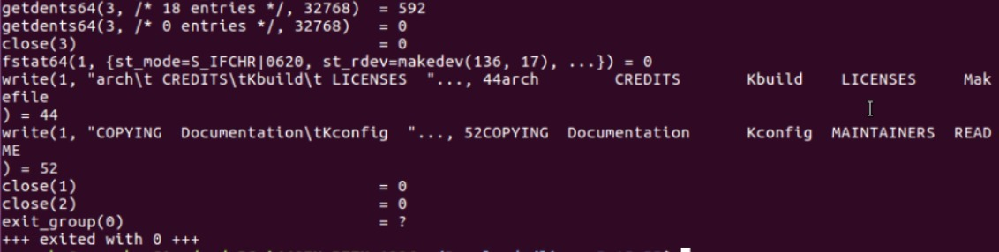 getdents64(3, /* 18 entries */, 32768)  = 592
getdents64(3, /* 0 entries */, 32768)   = 0
close(3)                                = 0
fstat64(1, {st_mode=S_IFCHR|0620, st_rdev=makedev(136, 17), ...}) = 0
write(1, "arch\t CREDITS\tKbuild\t LICENSES  "..., 44arch        CREDITS        Kbuild    LICENSES      Mak
efile
) = 44
write(1, "COPYING  Documentation\tKconfig  "..., 52COPYING  Documentation       Kconfig  MAINTAINERS  READ
ME
) = 52
close(1)                                = 0
close(2)                                = 0
exit_group(0)                           = ?
+++ exited with 0 +++